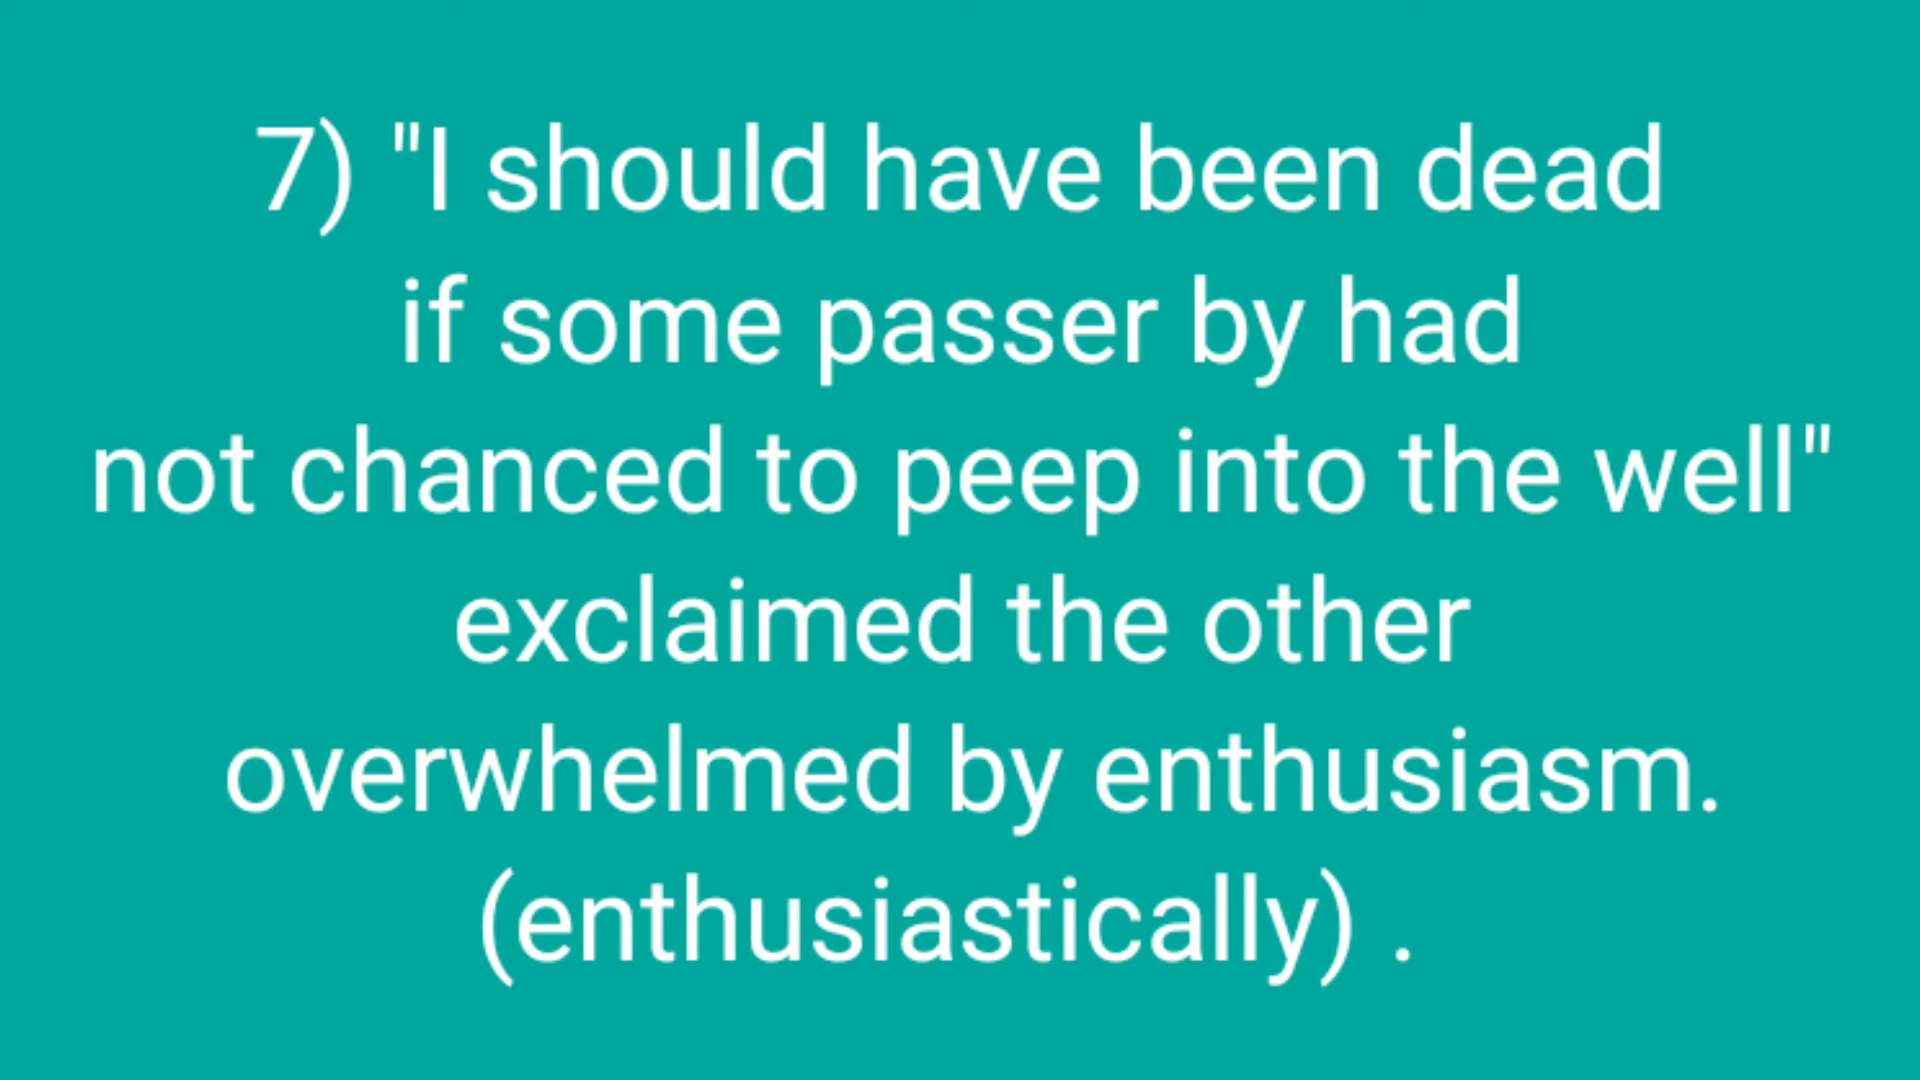 7) "I should have been dead
if some passer by had
not chanced to peep into the well"
exclaimed the other
overwhelmed by enthusiasm.
(enthusiastically) .